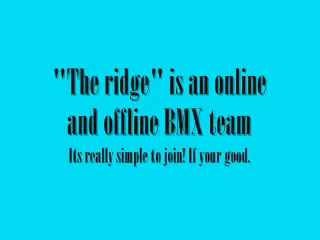 "The ridge" is an online
and offline BMX team
Its really simple to join! If your good.